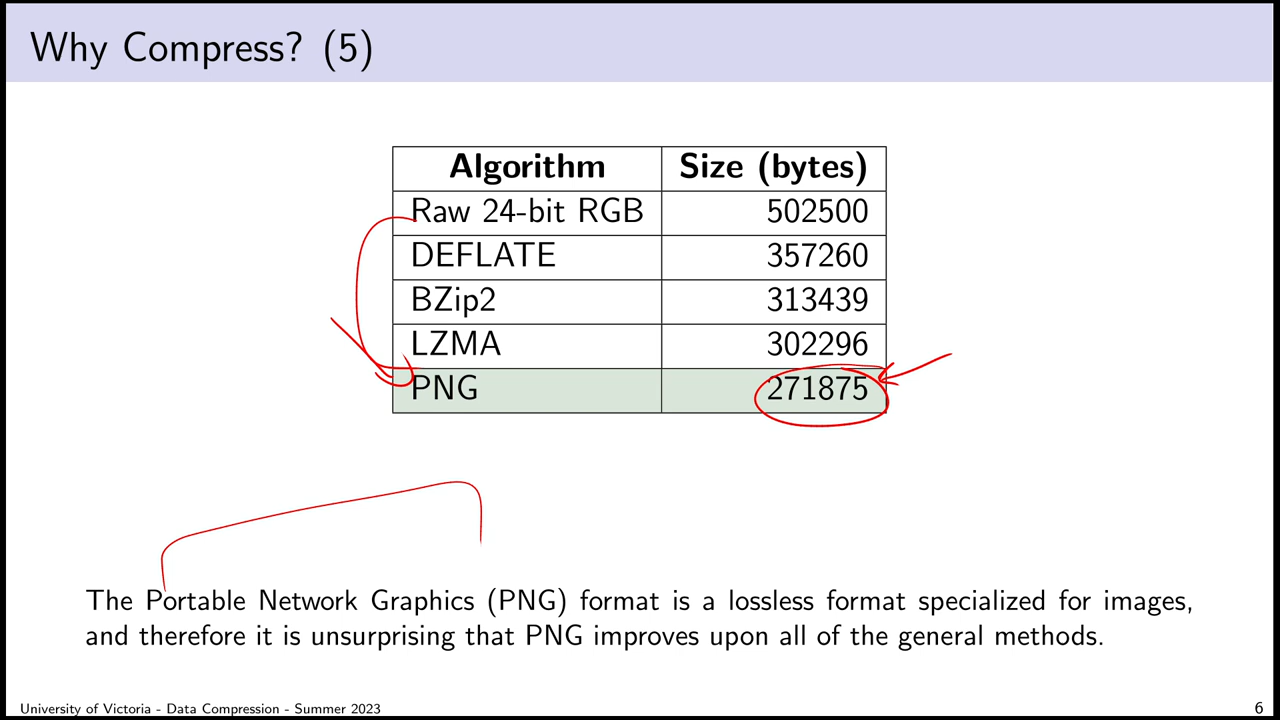 Why Compress? (5)
Algorithm Size (bytes)
Raw 24-bit RGB 502500
DEFLATE 357260
BZip2 313439
LZMA 302296
PNG 271875
The Portable Network Graphics (PNG) format is a lossless format specialized for images,
and therefore it is unsurprising that PNG improves upon all of the general methods.
University of Victoria - Data Compression - Summer 2023 6